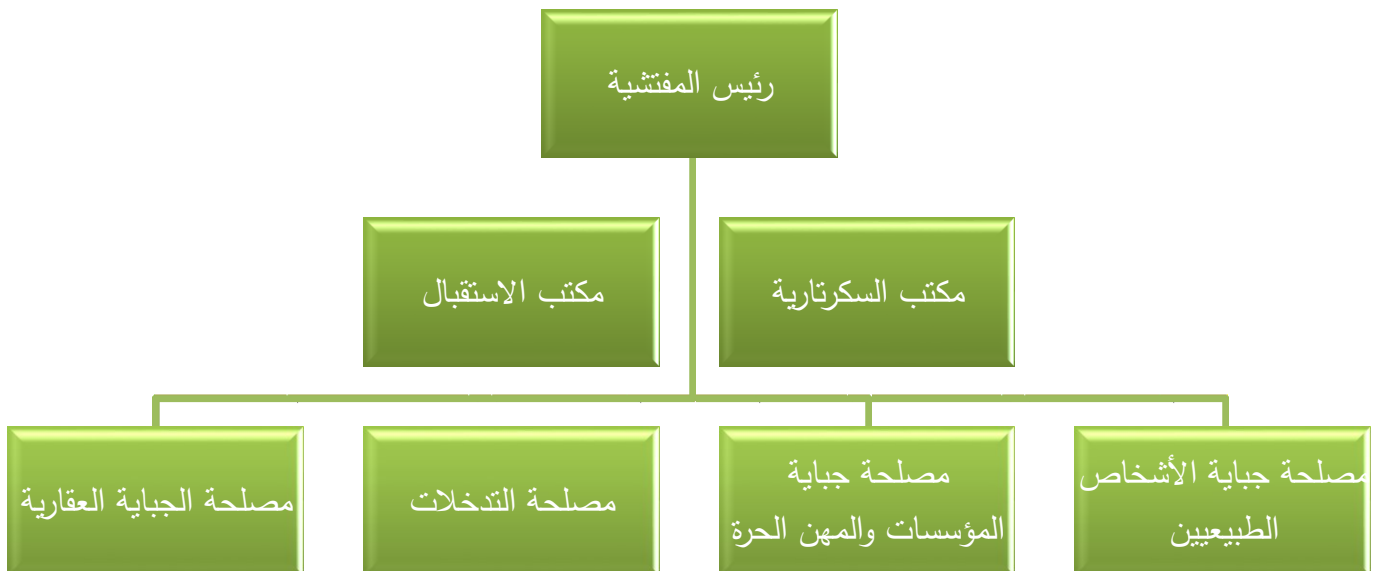 رئيس المفتشية
مكتب السكرتارية
مكتب الاستقبال
مصلحة جباية الأشخاص
الطبيعيين
مصلحة جباية
المؤسسات والمهن الحرة
مصلحة التدخلات
مصلحة الجباية العقارية